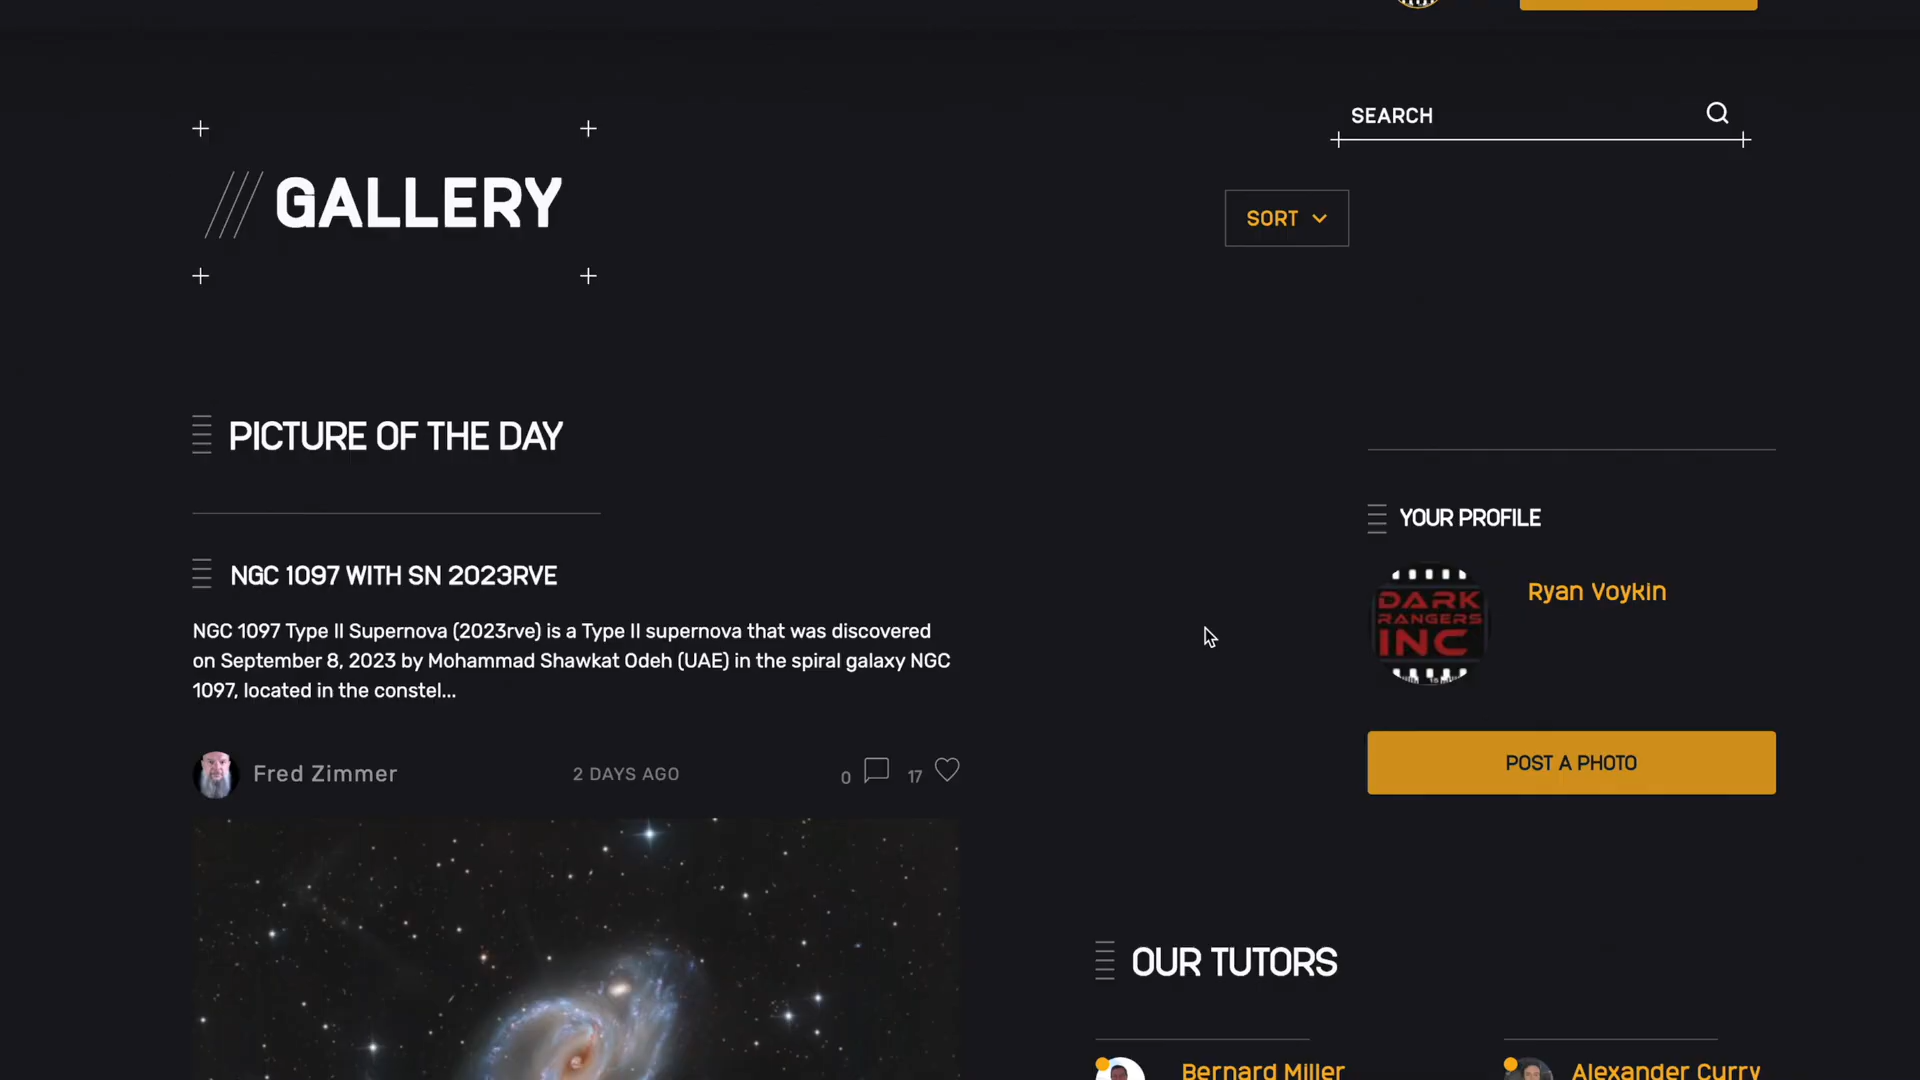 SEARCH
GALLERY
SORT
PICTURE OF THE DAY
NGC 1097 WITH SN 2023RVE
NGC 1097 Type II Supernova (2023rve) is a Type II supernova that was discovered
on September 8, 2023 by Mohammad Shawkat Odeh (UAE) in the spiral galaxy NGC
1097, located in the constel...
Fred Zimmer
2 DAYS AGO
0
17
YOUR PROFILE
DARK
RANGERS
INC
Ryan Voykin
POST A PHOTO
OUR TUTORS
Bernard Miller
Alexander Curry